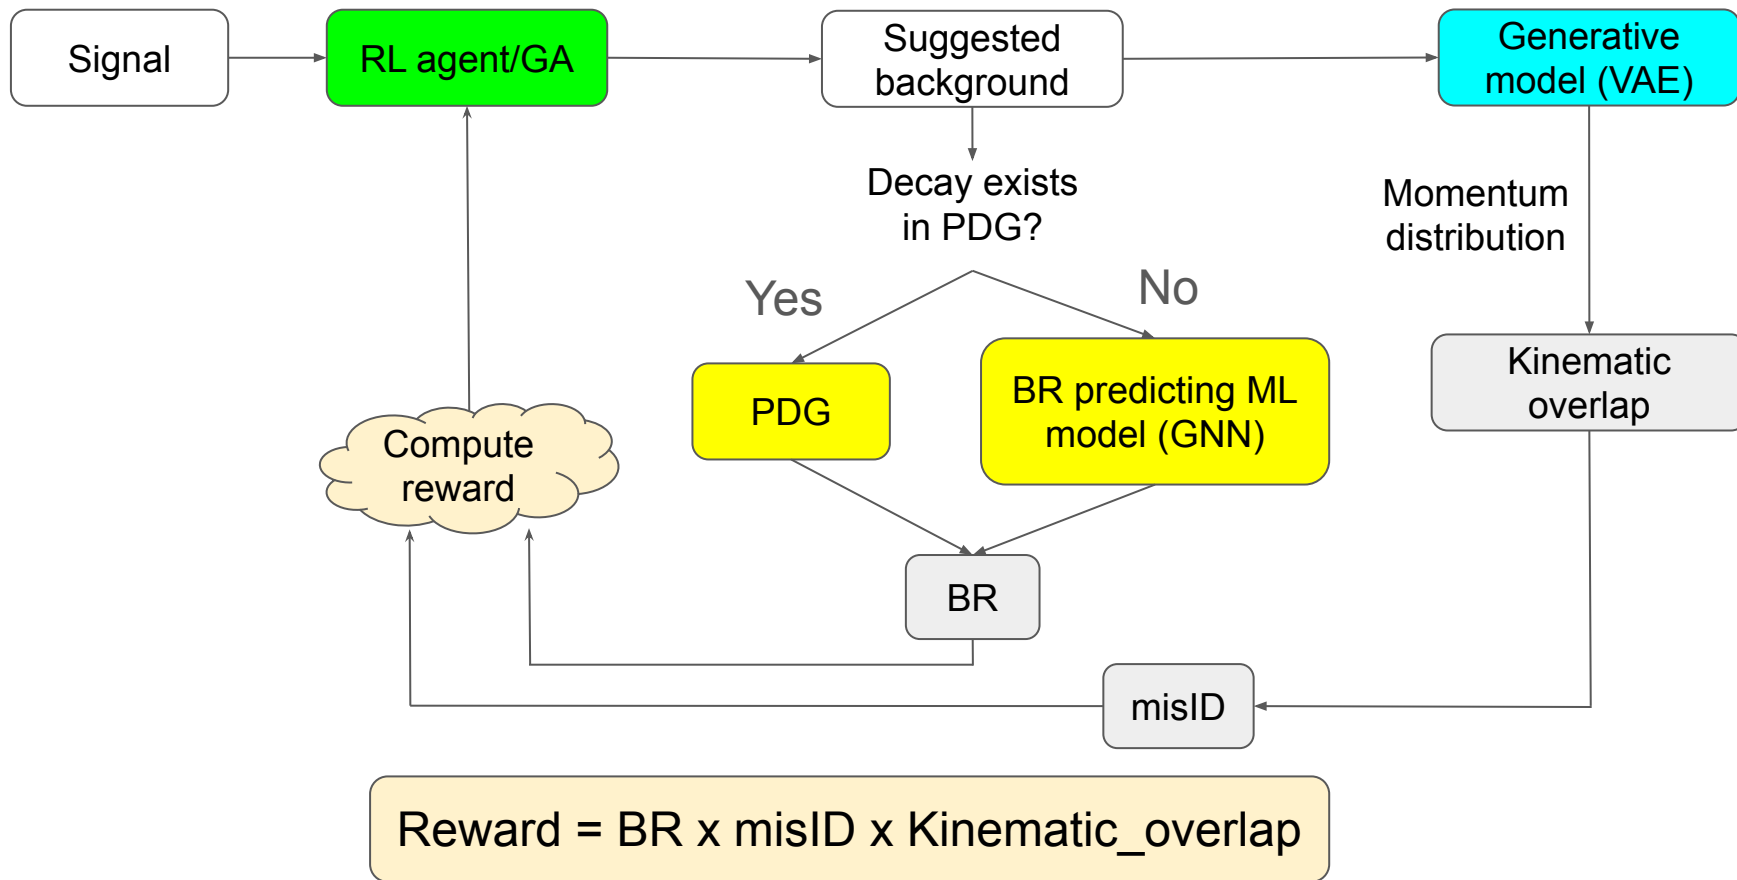 Signal
RL agent/GA
Suggested
background
Generative
model (VAE)
Decay exists
in PDG?
Momentum
distribution
Yes
No
PDG
BR predicting ML
model (GNN)
Kinematic
overlap
Compute
reward
BR
misID
Reward = BR x misID x Kinematic_overlap